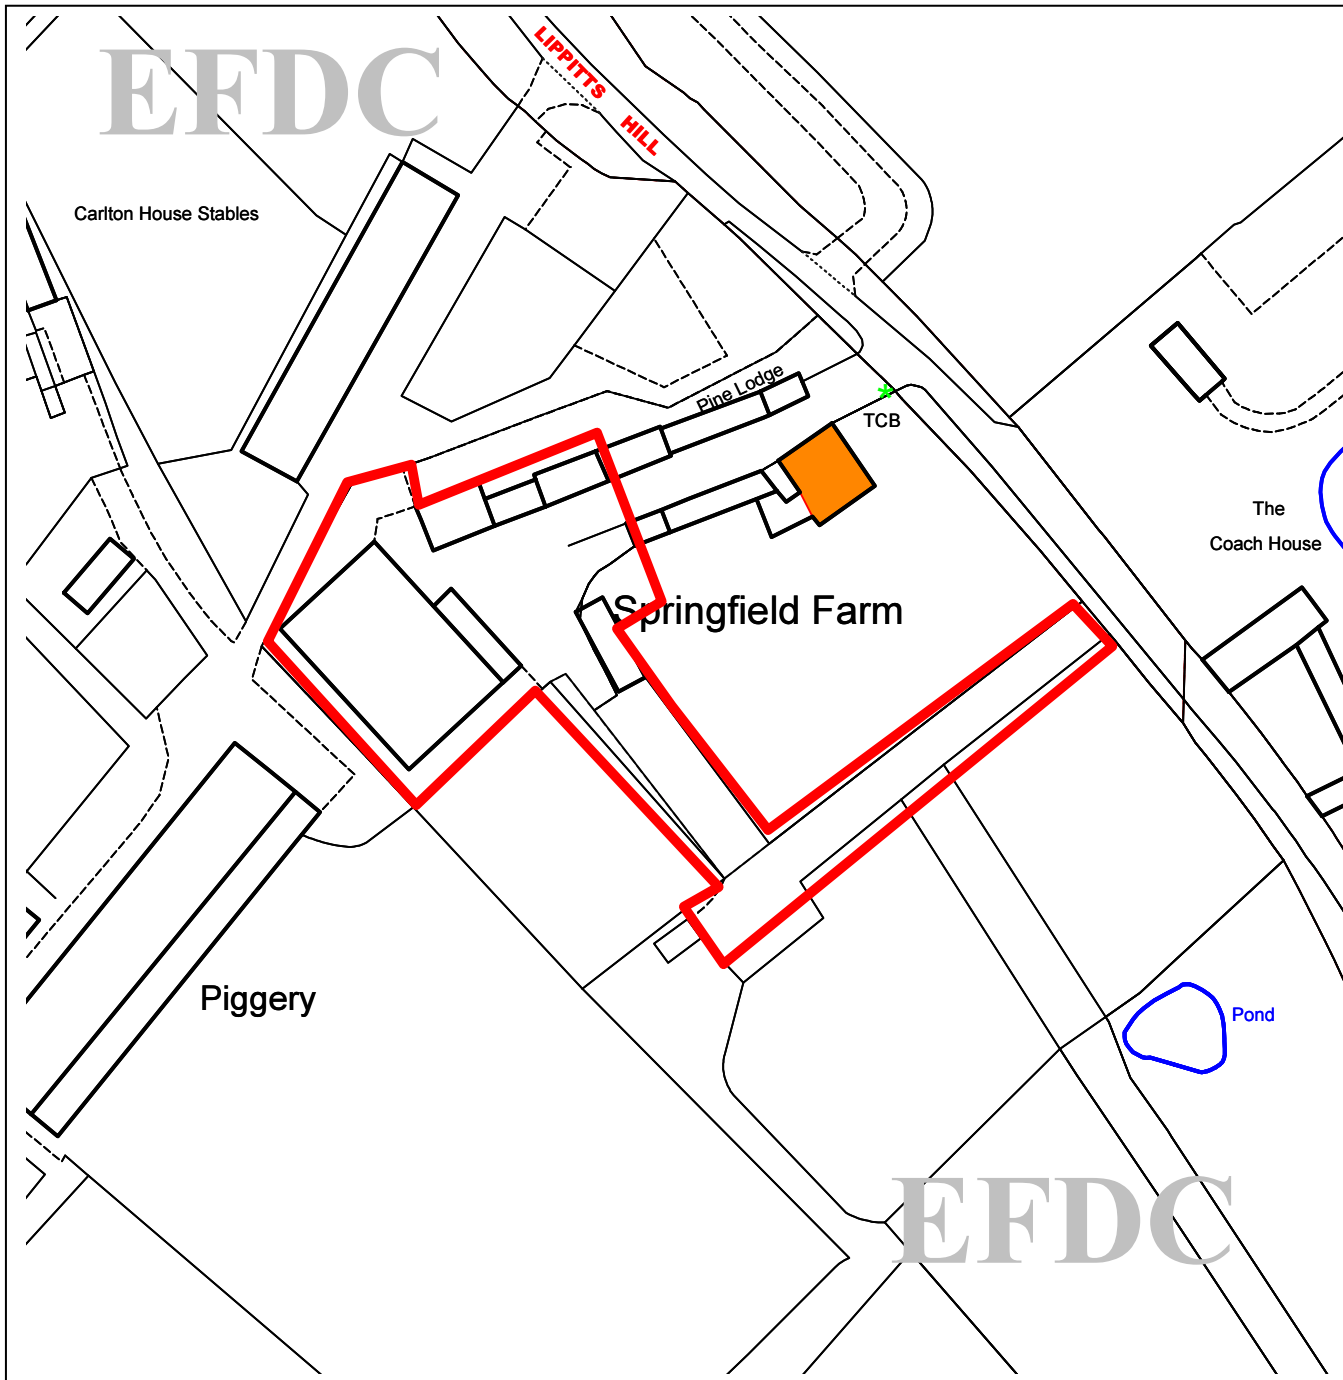 EFDC
LIPPITTS HILL
Carlton House Stables
Pine Lodge
TCB
The
Coach House
Springfield Farm
Piggery
Pond
EFDC